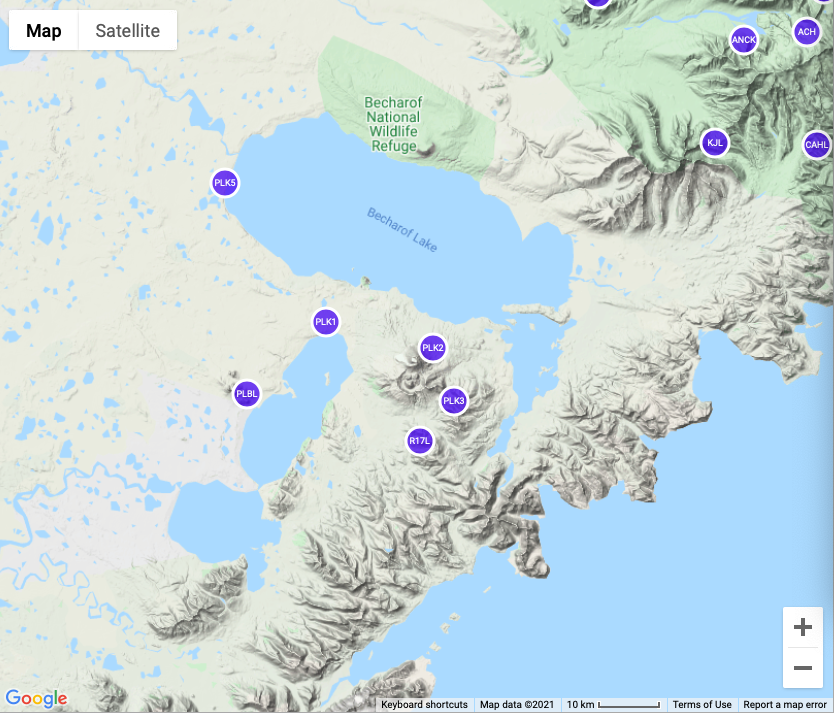 Map Satellite
ANCK
ACH
Becharof
National
Wildlife
Refuge
KJL
CAHL
PLK5
Becharof Lake
PLK1
PLK2
PLBL
PLK3
R17L
Google
Keyboard shortcuts Map data ©2021 10 km Terms of Use Report a map error